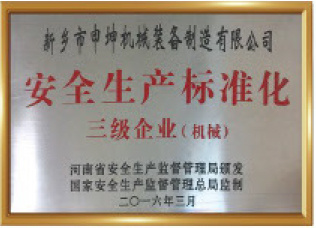 新乡市申坤机械装备制造有限公司
安全生产标准化
三级企业(机械)
河南省安全生产监督管理局颁发
国家安全生产监督管理总局监制
二〇一六年三月